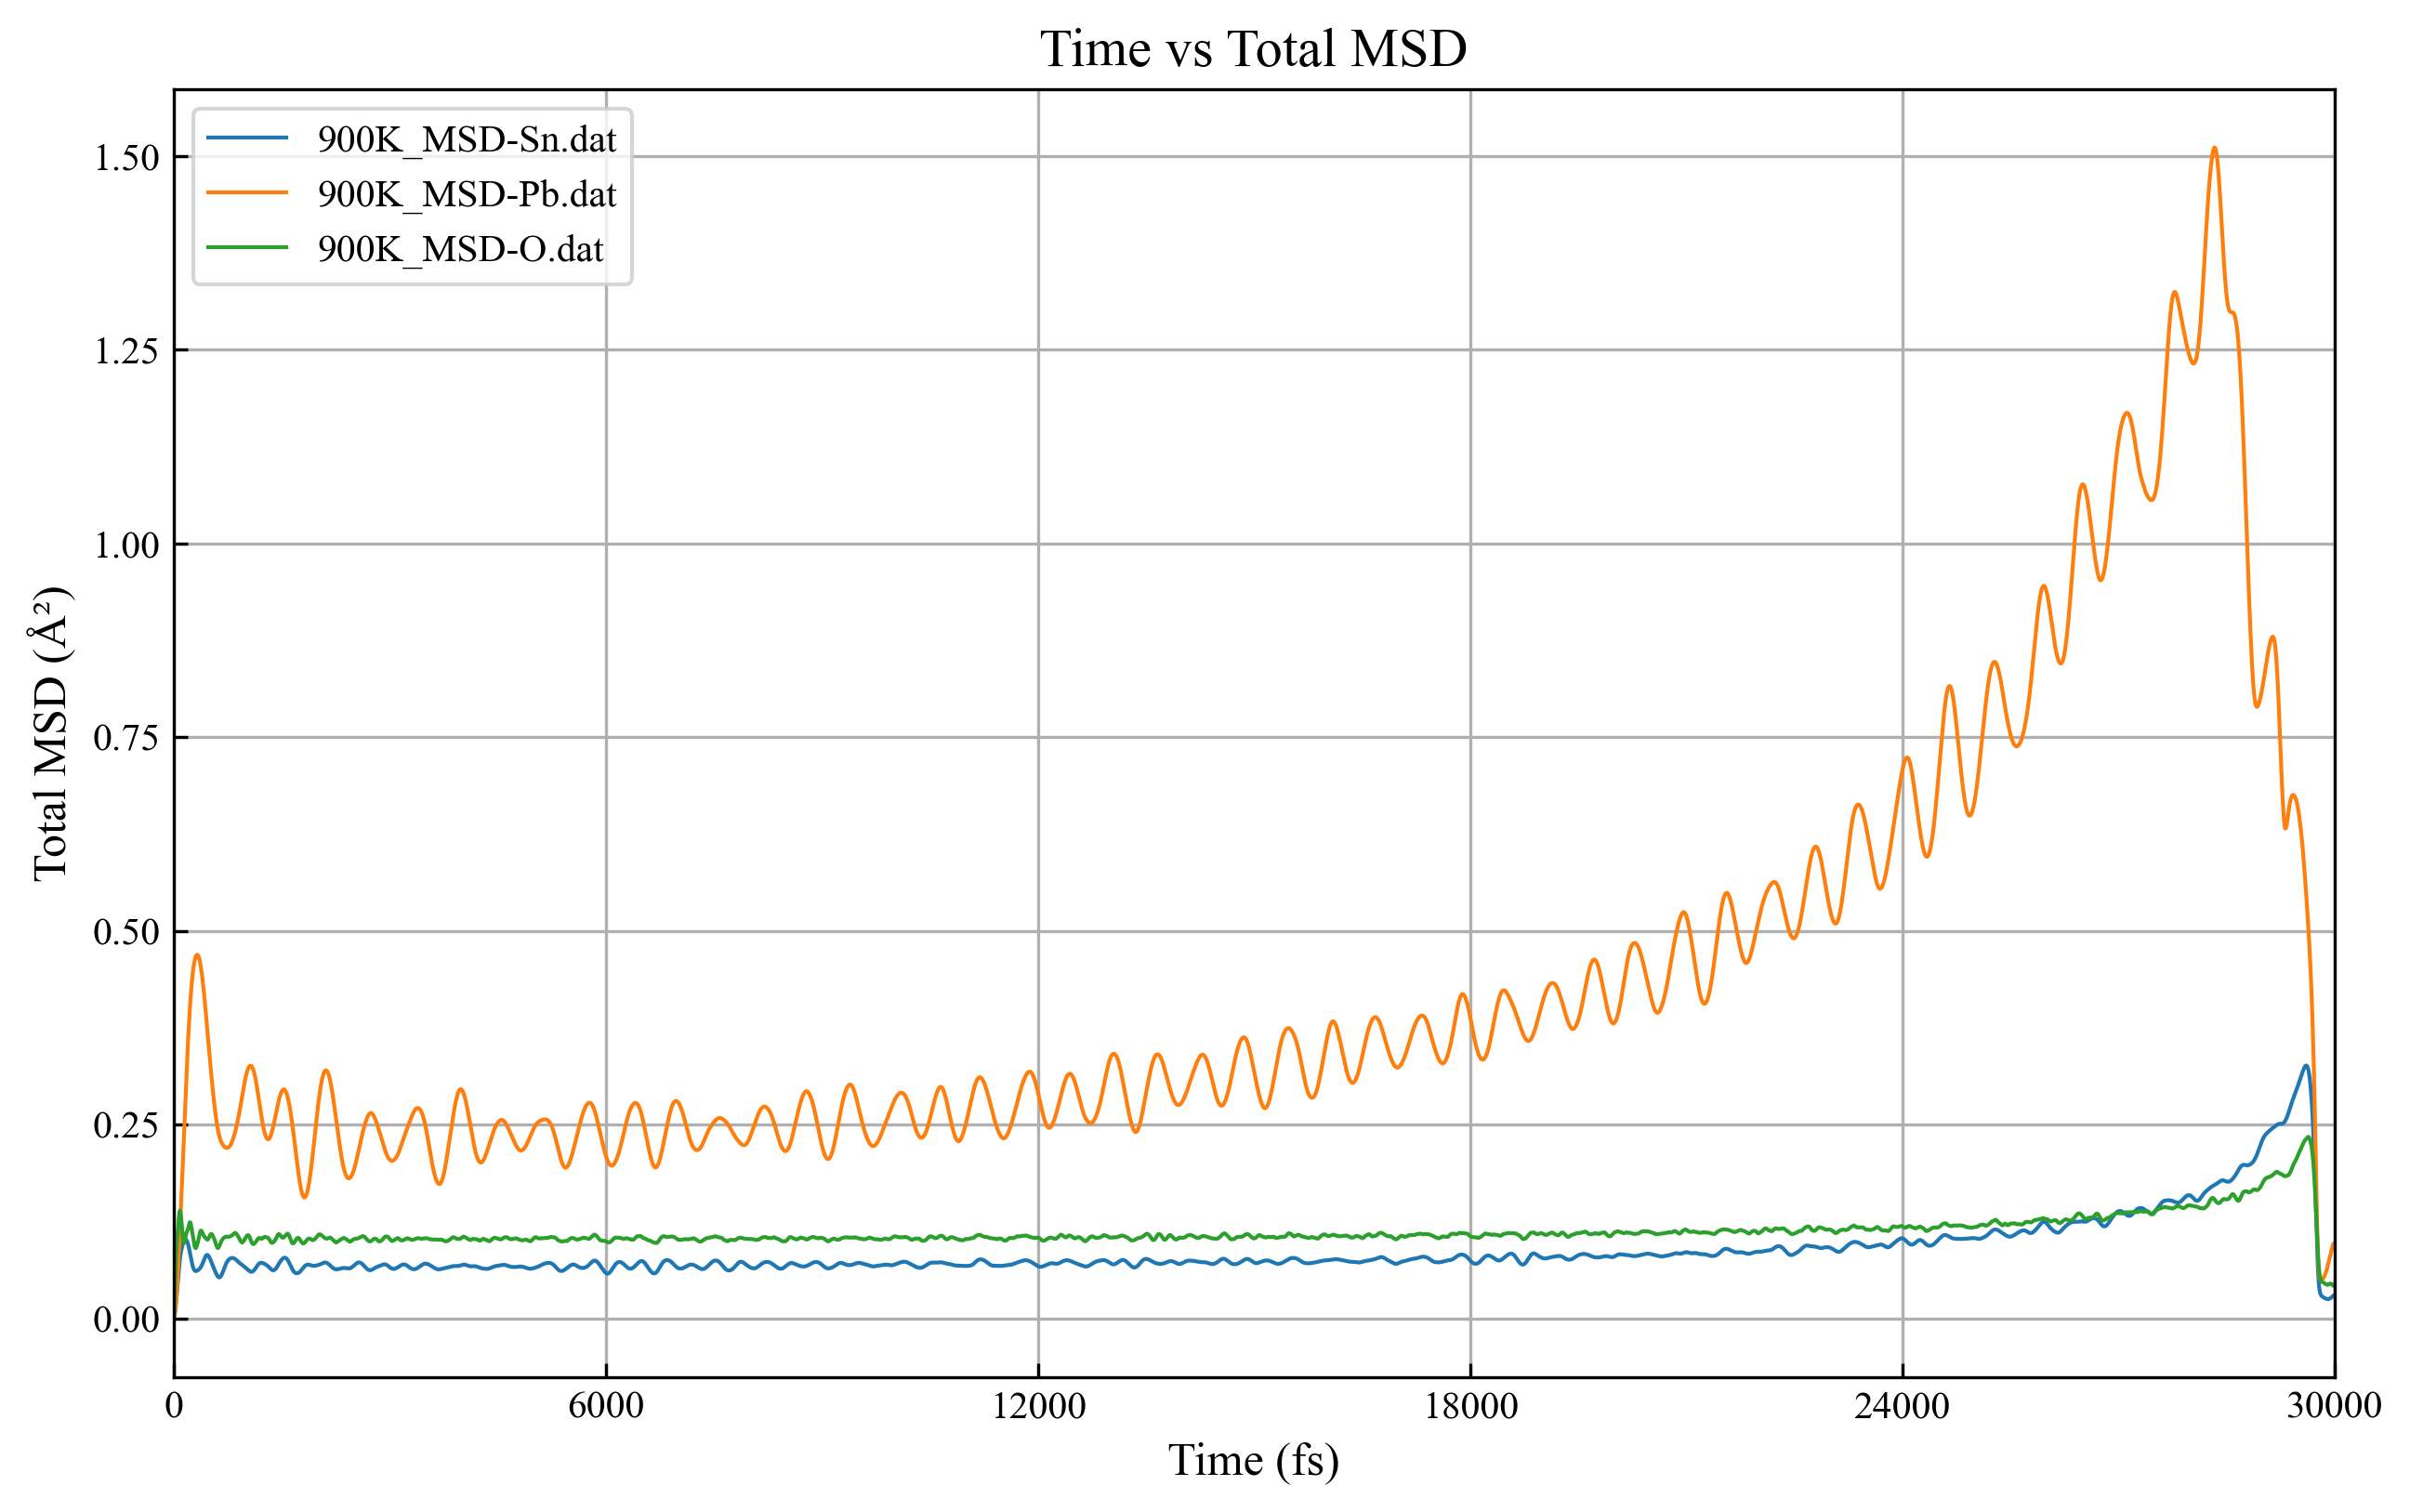 Time vs Total MSD
900K_MSD-Sn.dat
900K_MSD-Pb.dat
900K_MSD-O.dat
1.50
1.25
1.00
0.75
0.50
0.25
0.00
Total MSD (Å²)
0 6000 12000 18000 24000 30000
Time (fs)